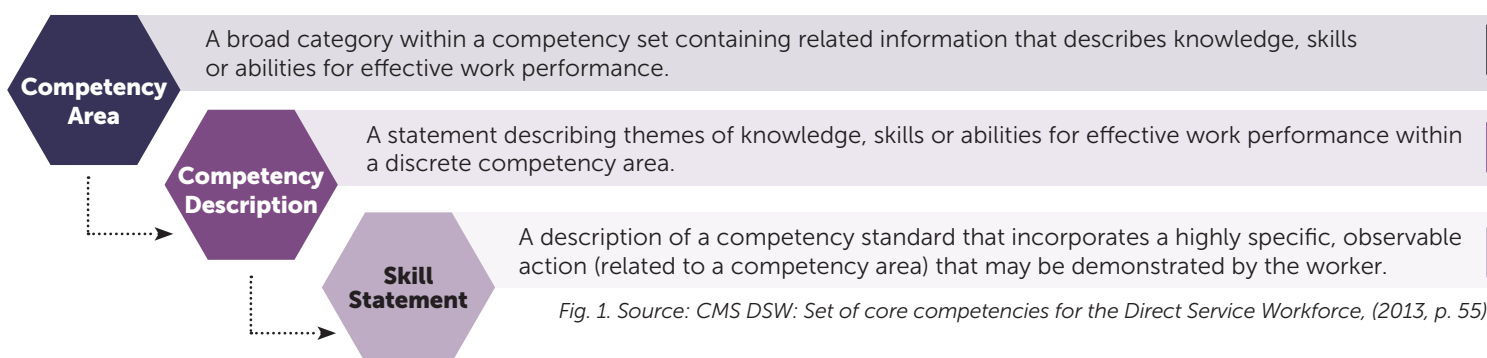 A broad category within a competency set containing related information that describes knowledge, skills
or abilities for effective work performance.
Competency
Area
A statement describing themes of knowledge, skills or abilities for effective work performance within
a discrete competency area.
Competency
Description
A description of a competency standard that incorporates a highly specific, observable
action (related to a competency area) that may be demonstrated by the worker.
Skill
Statement
Fig. 1. Source: CMS DSW: Set of core competencies for the Direct Service Workforce, (2013, p. 55)